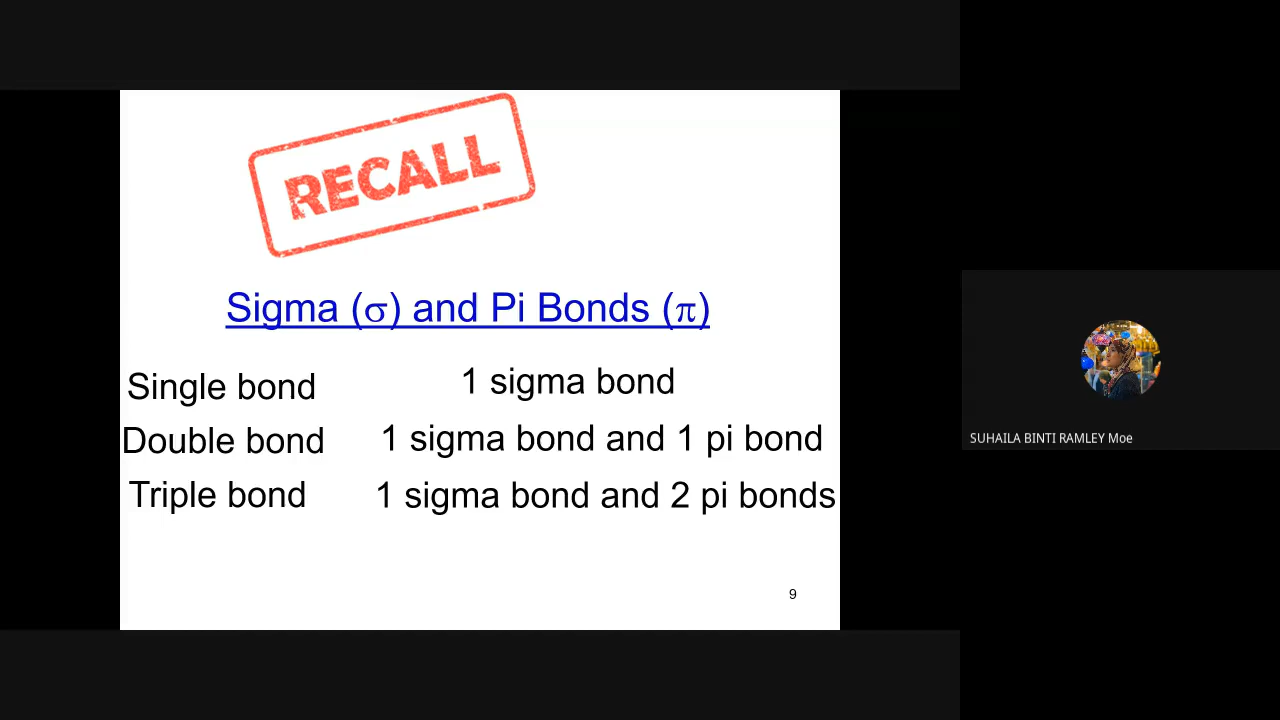 RECALL
Sigma (σ) and Pi Bonds (π)
Single bond 1 sigma bond
Double bond 1 sigma bond and 1 pi bond
Triple bond 1 sigma bond and 2 pi bonds
9
SUHAILA BINTI RAMLEY Moe